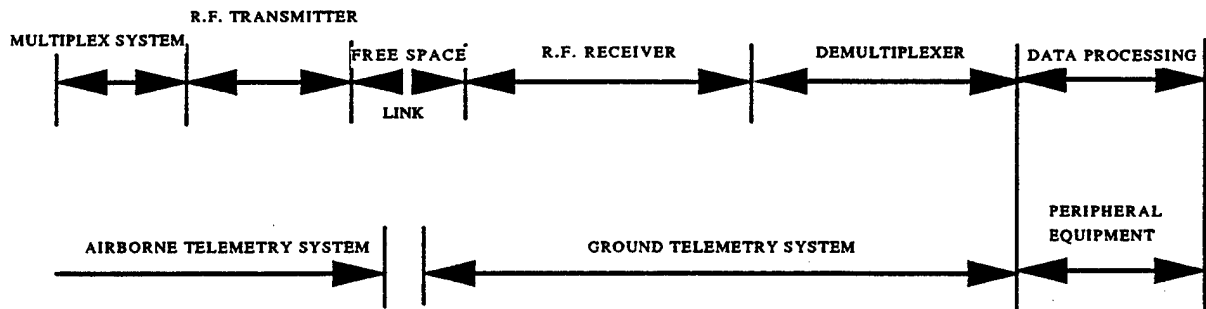 R.F. TRANSMITTER
MULTIPLEX SYSTEM
FREE SPACE
LINK
R.F. RECEIVER
DEMULTIPLEXER
DATA PROCESSING
AIRBORNE TELEMETRY SYSTEM
GROUND TELEMETRY SYSTEM
PERIPHERAL
EQUIPMENT